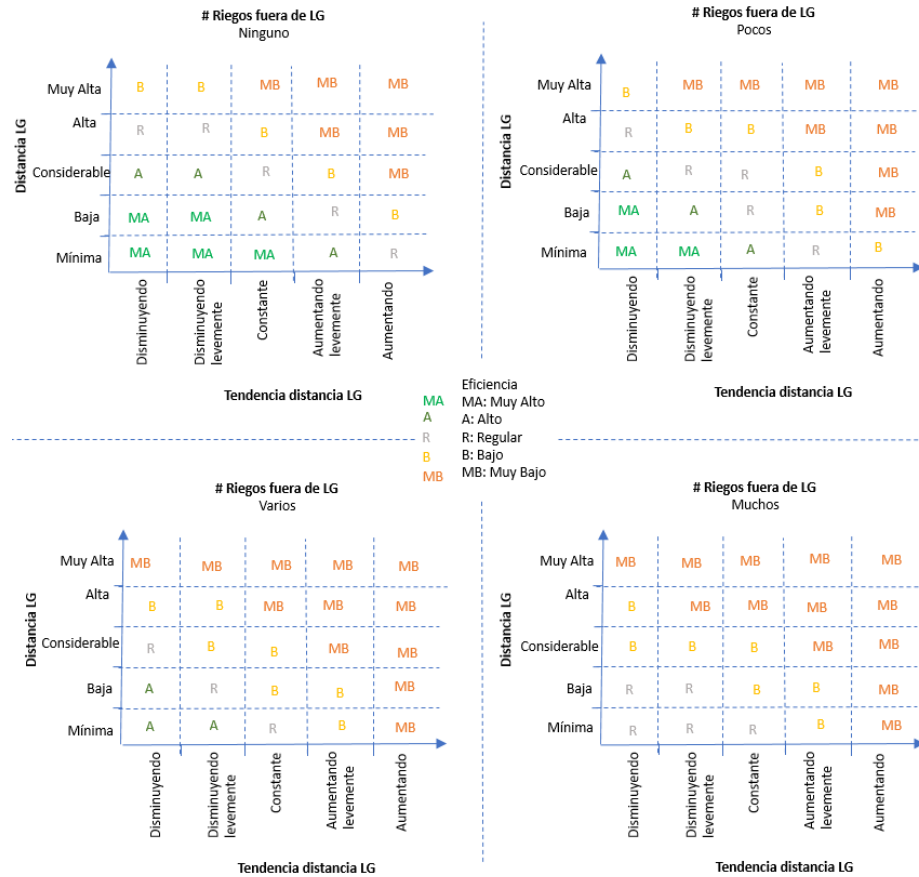 # Riegos fuera de LG
Ninguno
Distancia LG
Muy Alta B B MB MB MB
Alta R R B MB MB
Considerable A A R B MB
Baja MA MA A R B
Mínima MA MA MA A R
Disminuyendo
Disminuyendo
levemente
Constante
Aumentando
levemente
Aumentando
Tendencia distancia LG
# Riegos fuera de LG
Pocos
Distancia LG
Muy Alta B MB MB MB MB
Alta R B B MB MB
Considerable A R R B MB
Baja MA A R B MB
Mínima MA MA A R B
Disminuyendo
Disminuyendo
levemente
Constante
Aumentando
levemente
Aumentando
Tendencia distancia LG
Eficiencia
MA MA: Muy Alto
A A: Alto
R R: Regular
B B: Bajo
MB MB: Muy Bajo
# Riegos fuera de LG
Varios
Distancia LG
Muy Alta MB MB MB MB MB
Alta B B MB MB MB
Considerable R B B MB MB
Baja A R B B MB
Mínima A A R B MB
Disminuyendo
Disminuyendo
levemente
Constante
Aumentando
levemente
Aumentando
Tendencia distancia LG
# Riegos fuera de LG
Muchos
Distancia LG
Muy Alta MB MB MB MB MB
Alta B MB MB MB MB
Considerable B B B MB MB
Baja R R B B MB
Mínima R R R B MB
Disminuyendo
Disminuyendo
levemente
Constante
Aumentando
levemente
Aumentando
Tendencia distancia LG